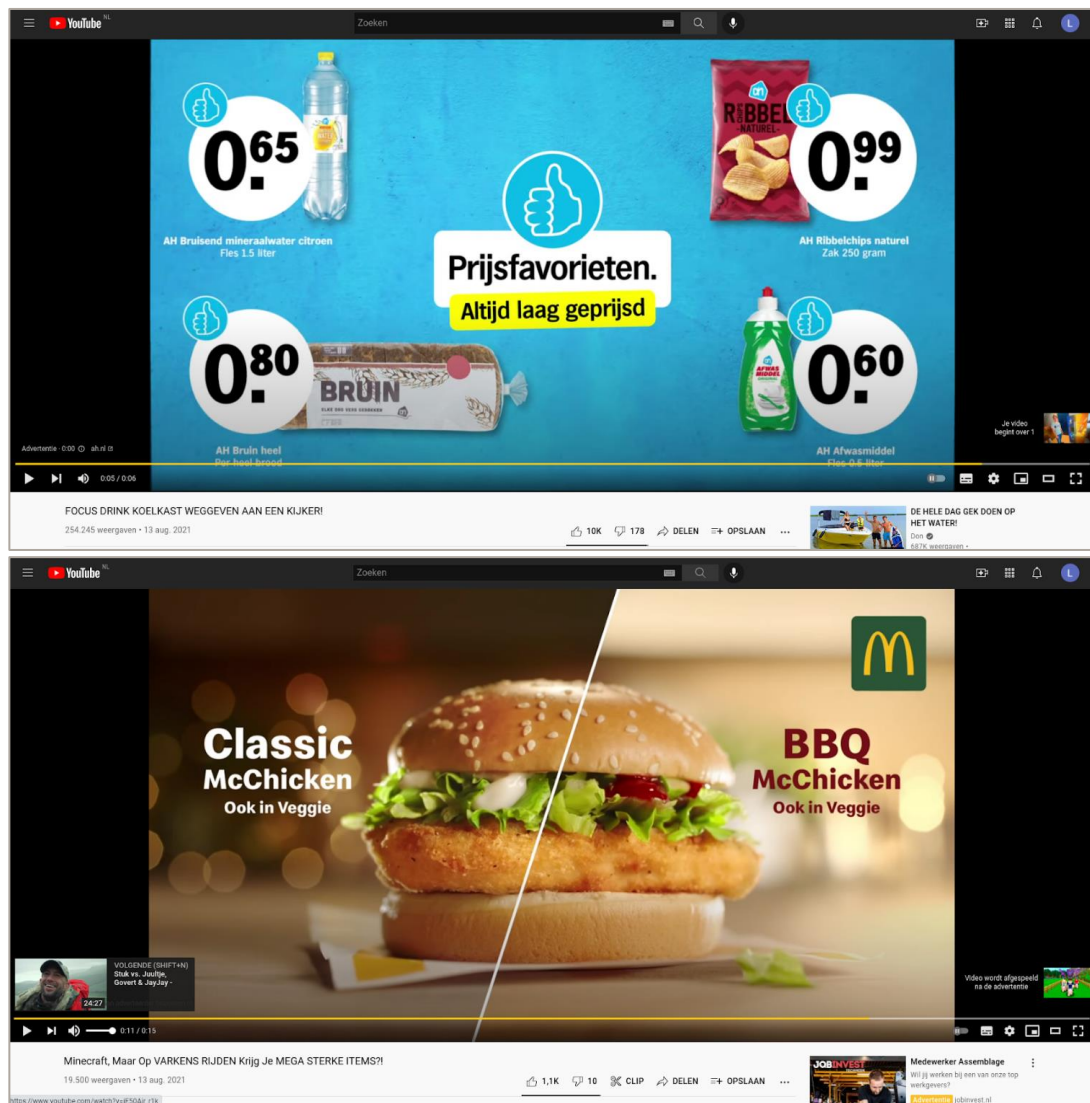 YouTube NL
Zoeken
L
0.65
AH Bruisend mineraalwater citroen
Fles 1.5 liter
RIBBEL
CHIPS
-NATUREL-
0.99
AH Ribbelchips naturel
Zak 250 gram
Prijsfavorieten.
Altijd laag geprijsd
0.80
BRUIN
AH Bruin heel
Per heel brood
AFWAS
MIDDEL
0.60
AH Afwasmiddel
Fles 0.5 liter
Je video
begint over 1
Advertentie · 0:00 ah.nl
0:05 / 0:06
FOCUS DRINK KOELKAST WEGGEVEN AAN EEN KIJKER!
254.245 weergaven • 13 aug. 2021
10K 178 DELEN OPSLAAN ...
DE HELE DAG GEK DOEN OP
HET WATER!
Don
687K weergaven •
YouTube NL
Zoeken
L
Classic
McChicken
Ook in Veggie
BBQ
McChicken
Ook in Veggie
VOLGENDE (SHIFT+N)
Stuk vs. Juultje,
Govert & JayJay -
24:27
Video wordt afgespeeld
na de advertentie
0:11 / 0:15
Minecraft, Maar Op VARKENS RIJDEN Krijg Je MEGA STERKE ITEMS?!
19.500 weergaven • 13 aug. 2021
1,1K 10 CLIP DELEN OPSLAAN ...
JOBINVEST
Medewerker Assemblage
Wil jij werken bij een van onze top
werkgevers?
Advertentie jobinvest.nl